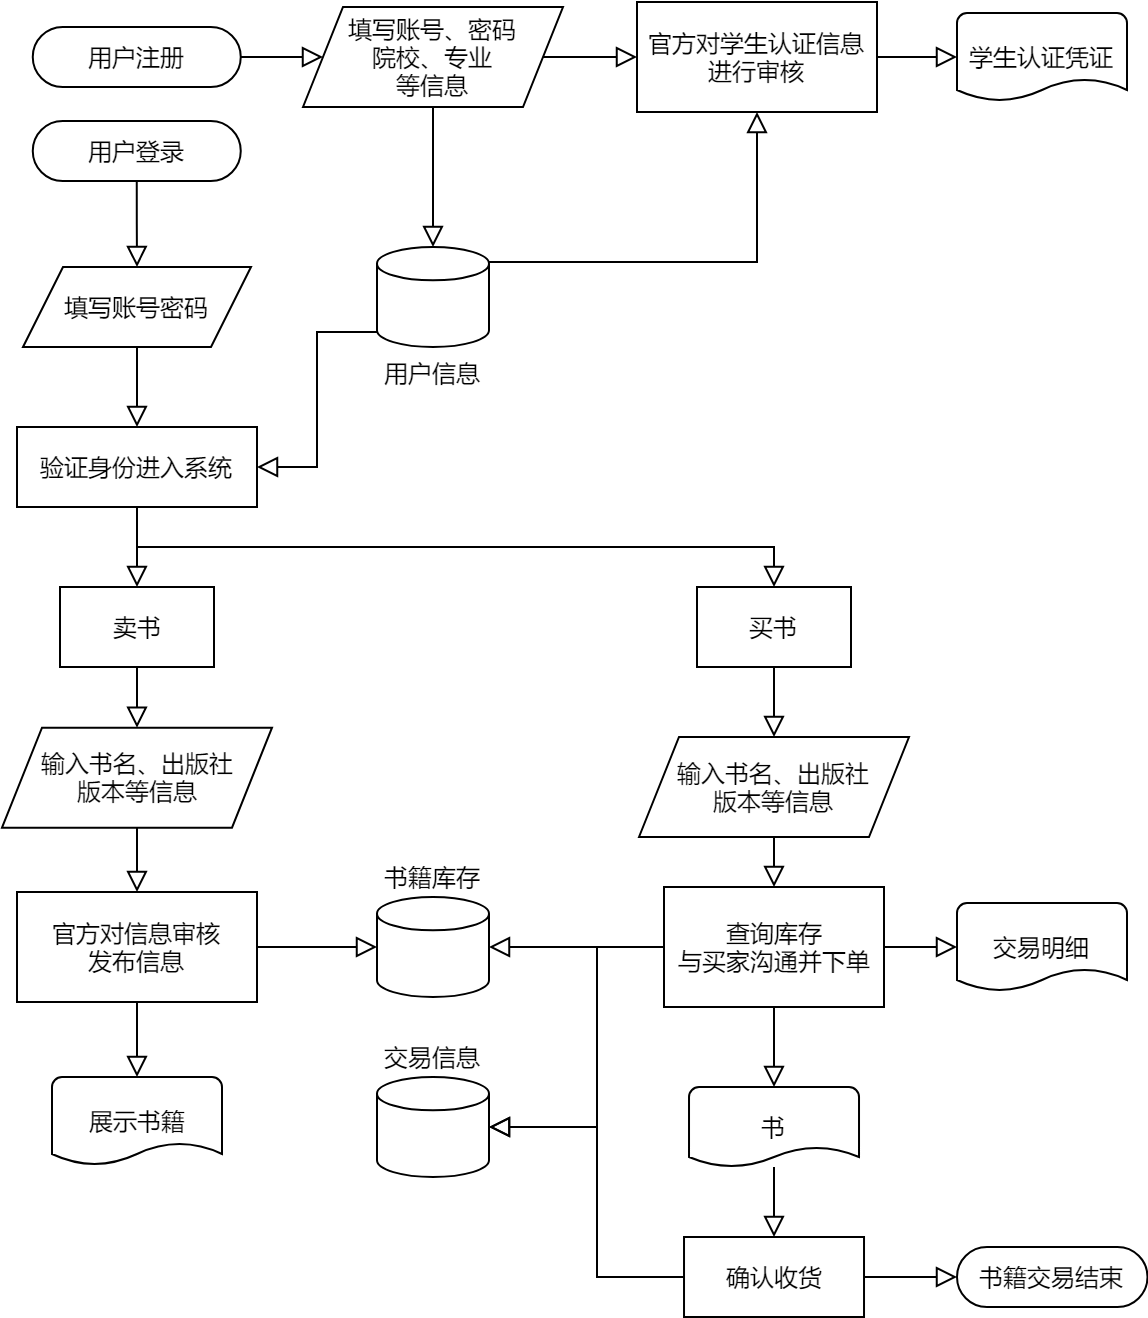 用户注册
填写账号、密码
院校、专业
等信息
官方对学生认证信息
进行审核
学生认证凭证
用户登录
填写账号密码
用户信息
验证身份进入系统
卖书
买书
输入书名、出版社
版本等信息
输入书名、出版社
版本等信息
书籍库存
官方对信息审核
发布信息
查询库存
与买家沟通并下单
交易明细
交易信息
展示书籍
书
确认收货
书籍交易结束